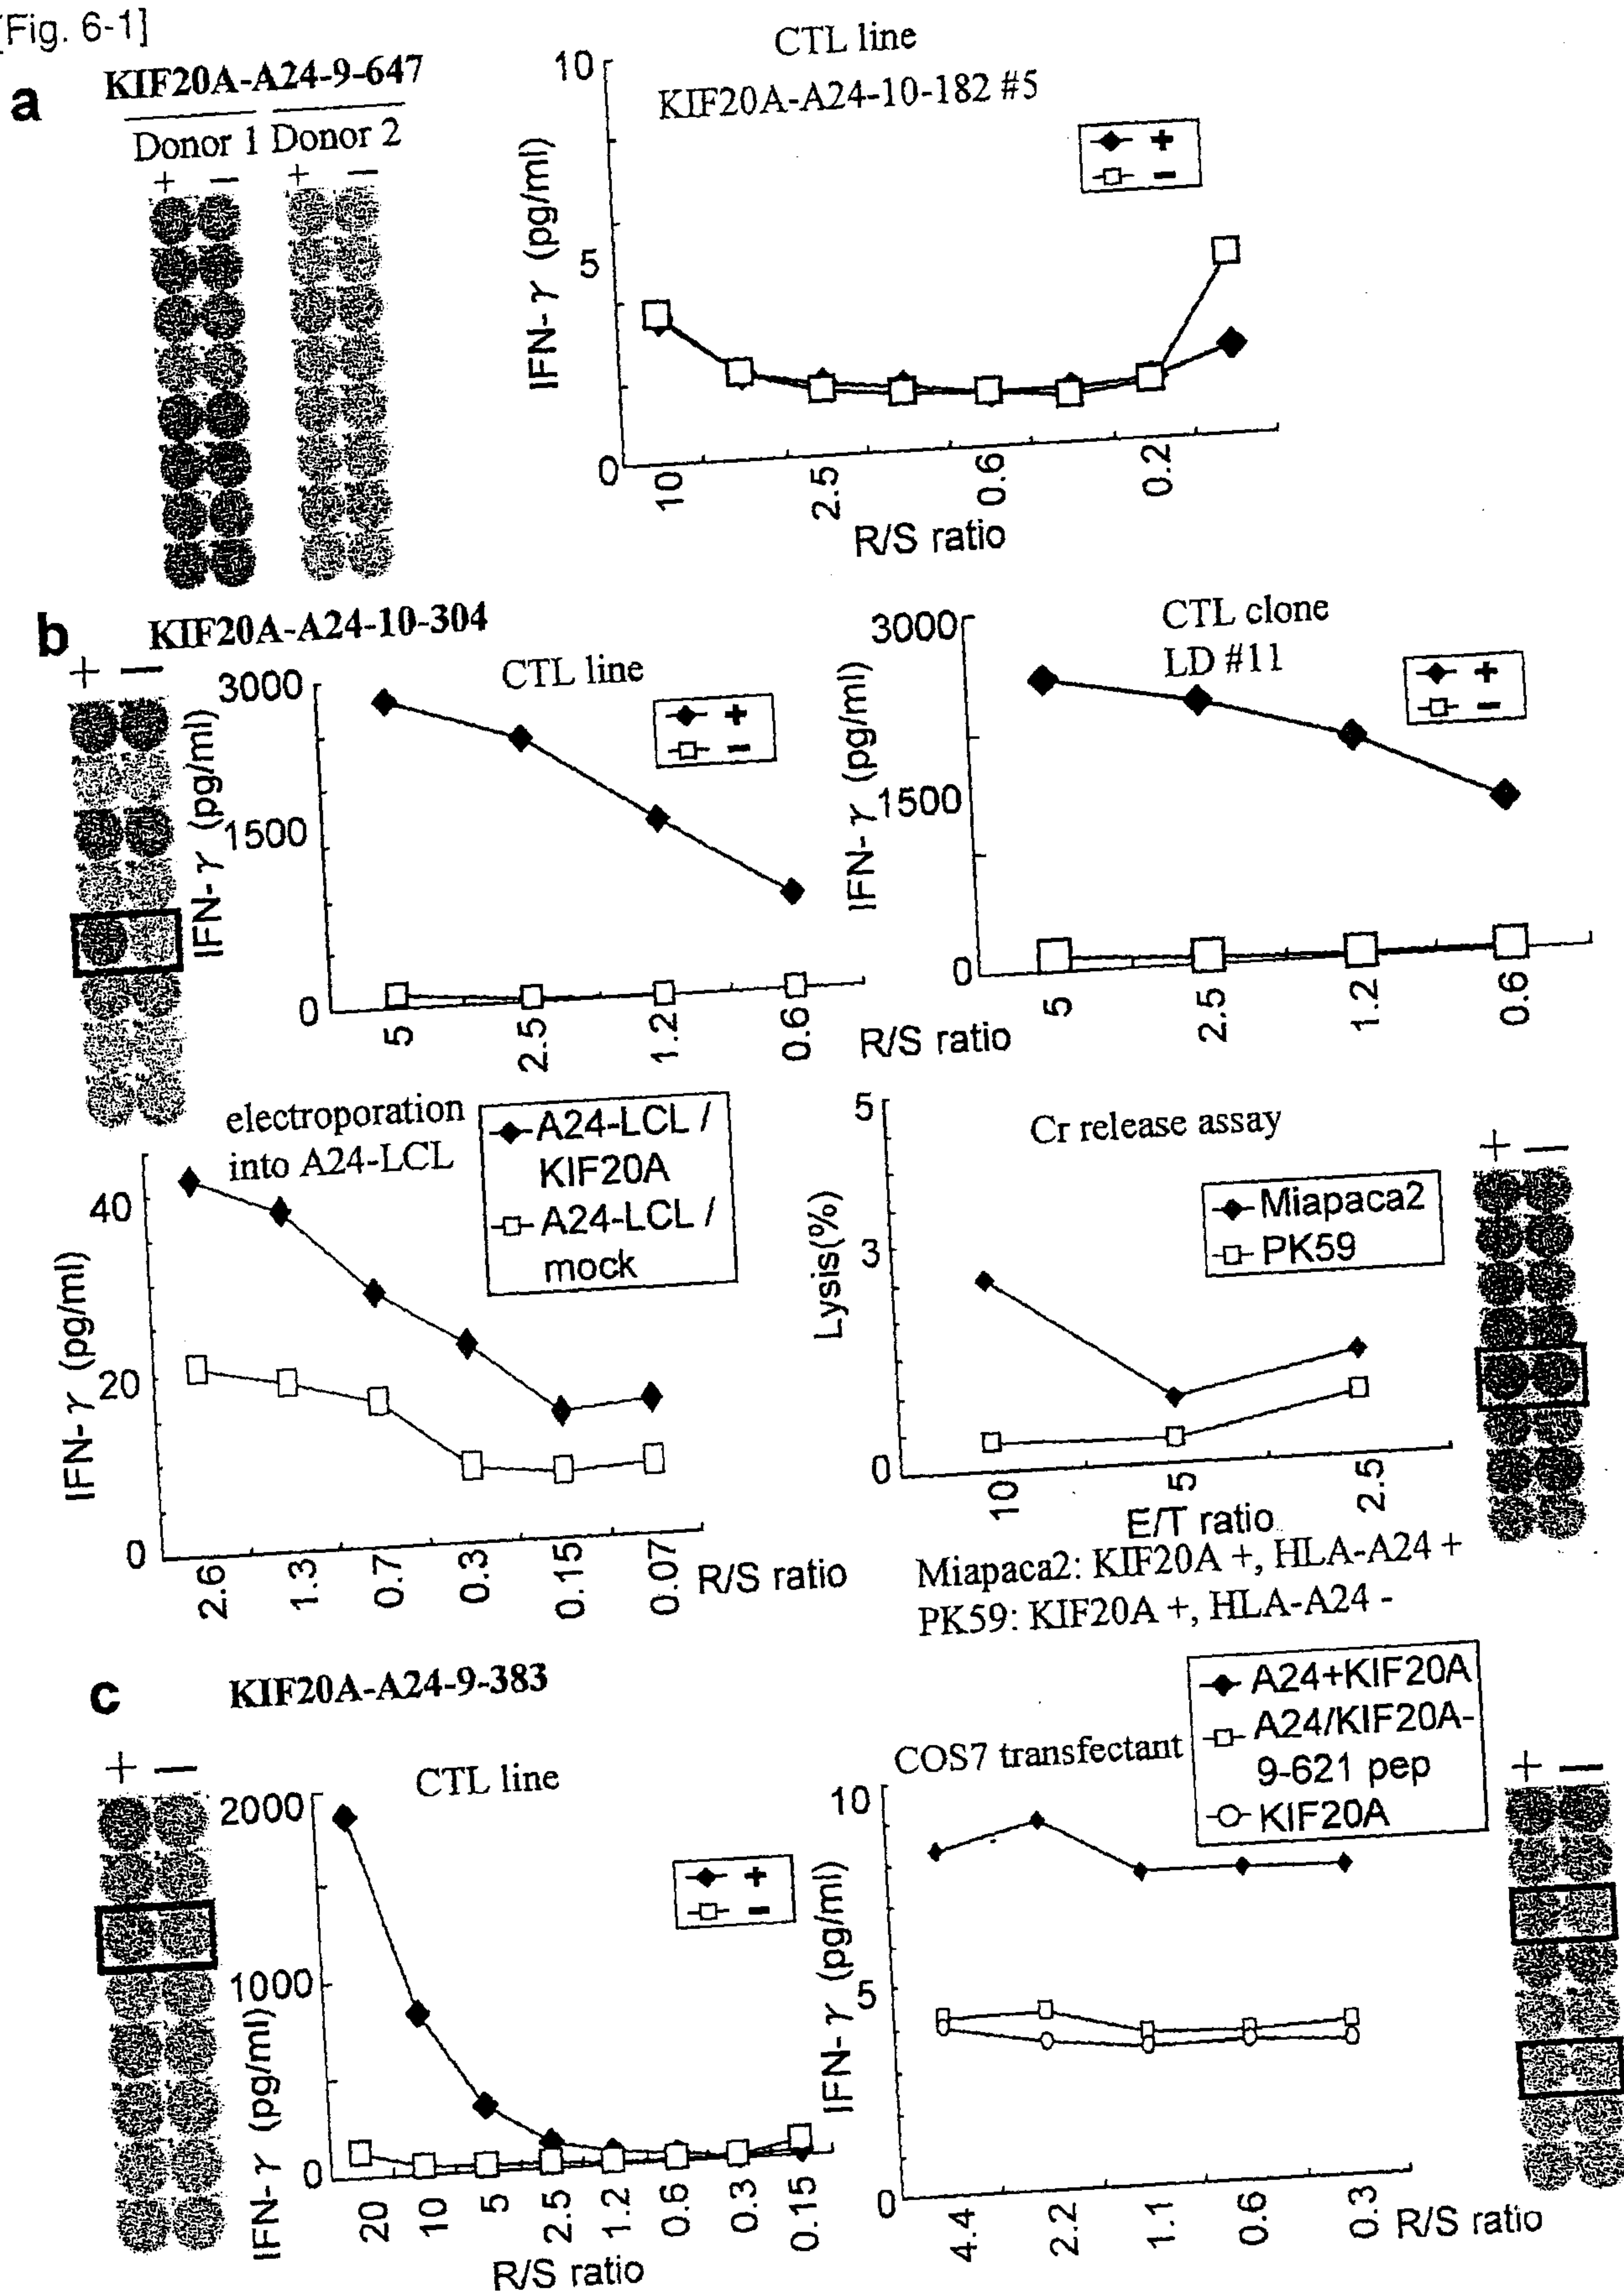 [Fig. 6-1]
a
KIF20A-A24-9-647
Donor 1 Donor 2
+ − + −
CTL line
KIF20A-A24-10-182 #5
+
−
IFN-γ (pg/ml)
10
5
0
10 2.5 0.6 0.2
R/S ratio
b
KIF20A-A24-10-304
+ −
CTL line
+
−
IFN-γ (pg/ml)
3000
1500
0
5 2.5 1.2 0.6
R/S ratio
CTL clone
LD #11
+
−
IFN-γ (pg/ml)
3000
1500
0
5 2.5 1.2 0.6
electroporation
into A24-LCL
A24-LCL /
KIF20A
A24-LCL /
mock
IFN-γ (pg/ml)
40
20
0
2.6 1.3 0.7 0.3 0.15 0.07
R/S ratio
Cr release assay
Miapaca2
PK59
Lysis(%)
5
3
0
10 5 2.5
E/T ratio
Miapaca2: KIF20A +, HLA-A24 +
PK59: KIF20A +, HLA-A24 -
+ −
c
KIF20A-A24-9-383
+ −
CTL line
+
−
IFN-γ (pg/ml)
2000
1000
0
20 10 5 2.5 1.2 0.6 0.3 0.15
R/S ratio
COS7 transfectant
A24+KIF20A
A24/KIF20A-
9-621 pep
KIF20A
IFN-γ (pg/ml)
10
5
0
4.4 2.2 1.1 0.6 0.3
R/S ratio
+ −